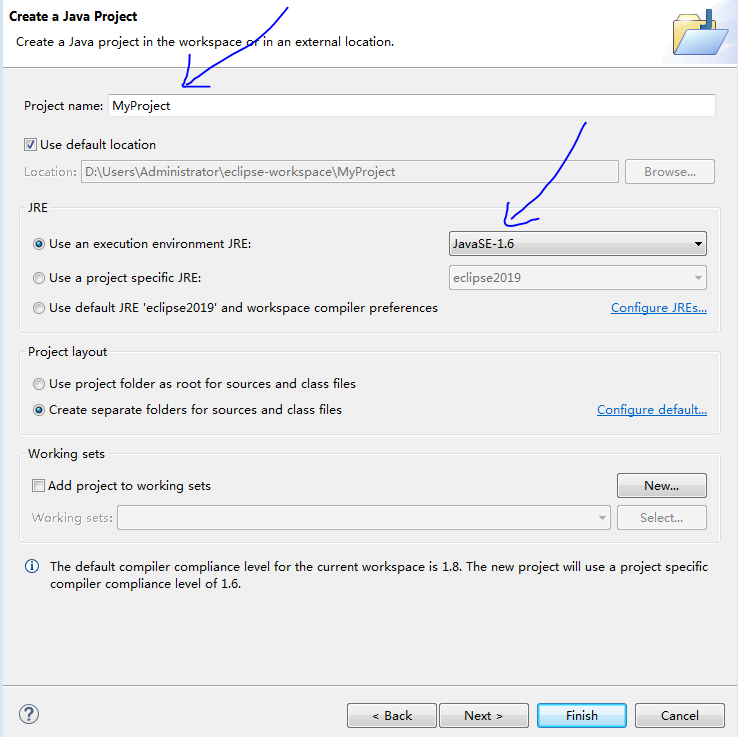 Create a Java Project
Create a Java project in the workspace or in an external location.
Project name: MyProject
Use default location
Location: D:\Users\Administrator\eclipse-workspace\MyProject Browse...
JRE
Use an execution environment JRE: JavaSE-1.6
Use a project specific JRE: eclipse2019
Use default JRE 'eclipse2019' and workspace compiler preferences Configure JREs...
Project layout
Use project folder as root for sources and class files
Create separate folders for sources and class files Configure default...
Working sets
Add project to working sets New...
Working sets: Select...
The default compiler compliance level for the current workspace is 1.8. The new project will use a project specific
compiler compliance level of 1.6.
? < Back Next > Finish Cancel